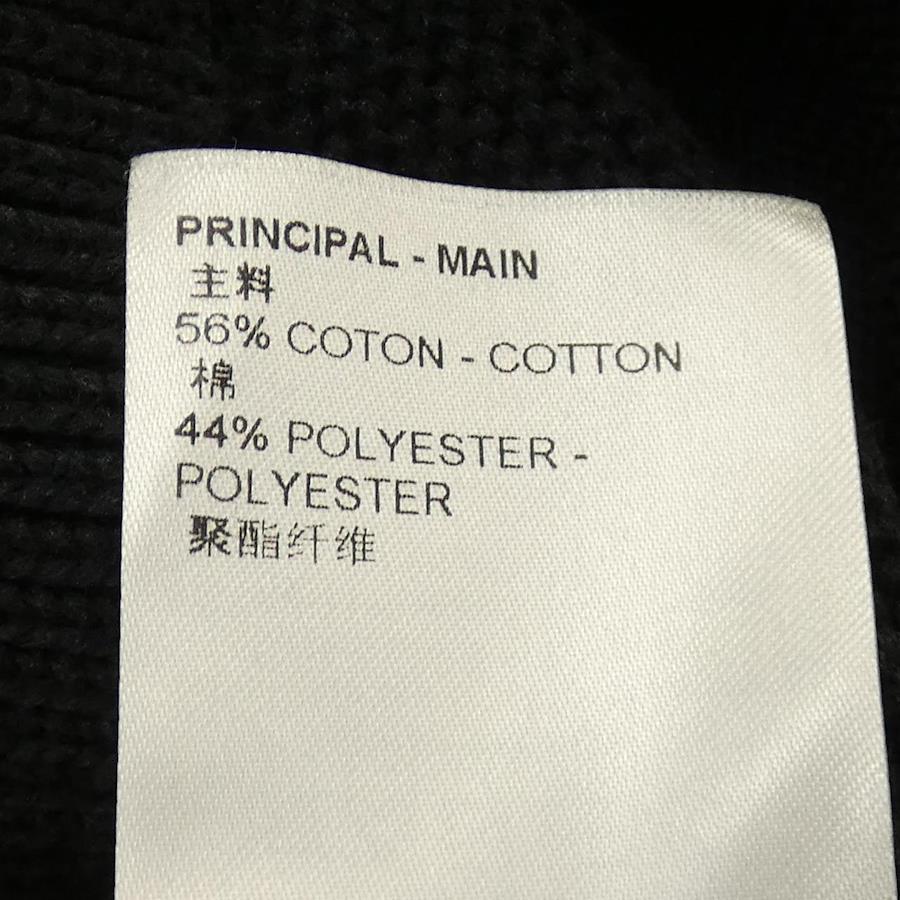 PRINCIPAL - MAIN
主料
56% COTON - COTTON
棉
44% POLYESTER -
POLYESTER
聚酯纤维